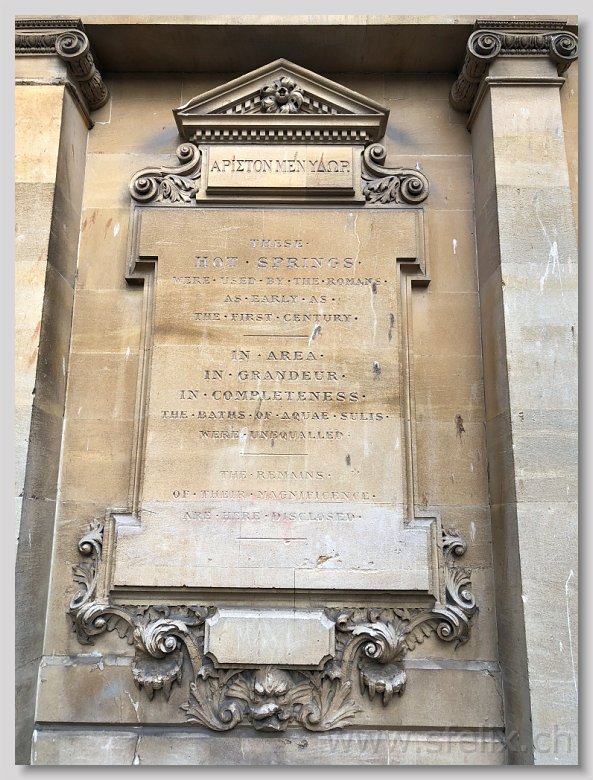 ΑΡΙΣΤΟΝ ΜΕΝ ΥΔΩΡ
THESE·
HOT · SPRINGS·
WERE · USED · BY · THE · ROMANS·
AS · EARLY · AS·
THE · FIRST · CENTURY·
IN · AREA·
IN · GRANDEUR·
IN · COMPLETENESS·
THE · BATHS · OF · AQUAE · SULIS·
WERE · UNEQUALLED·
THE · REMAINS·
OF · THEIR · MAGNIFICENCE·
ARE · HERE · DISCLOSED·
www.sfelix.ch